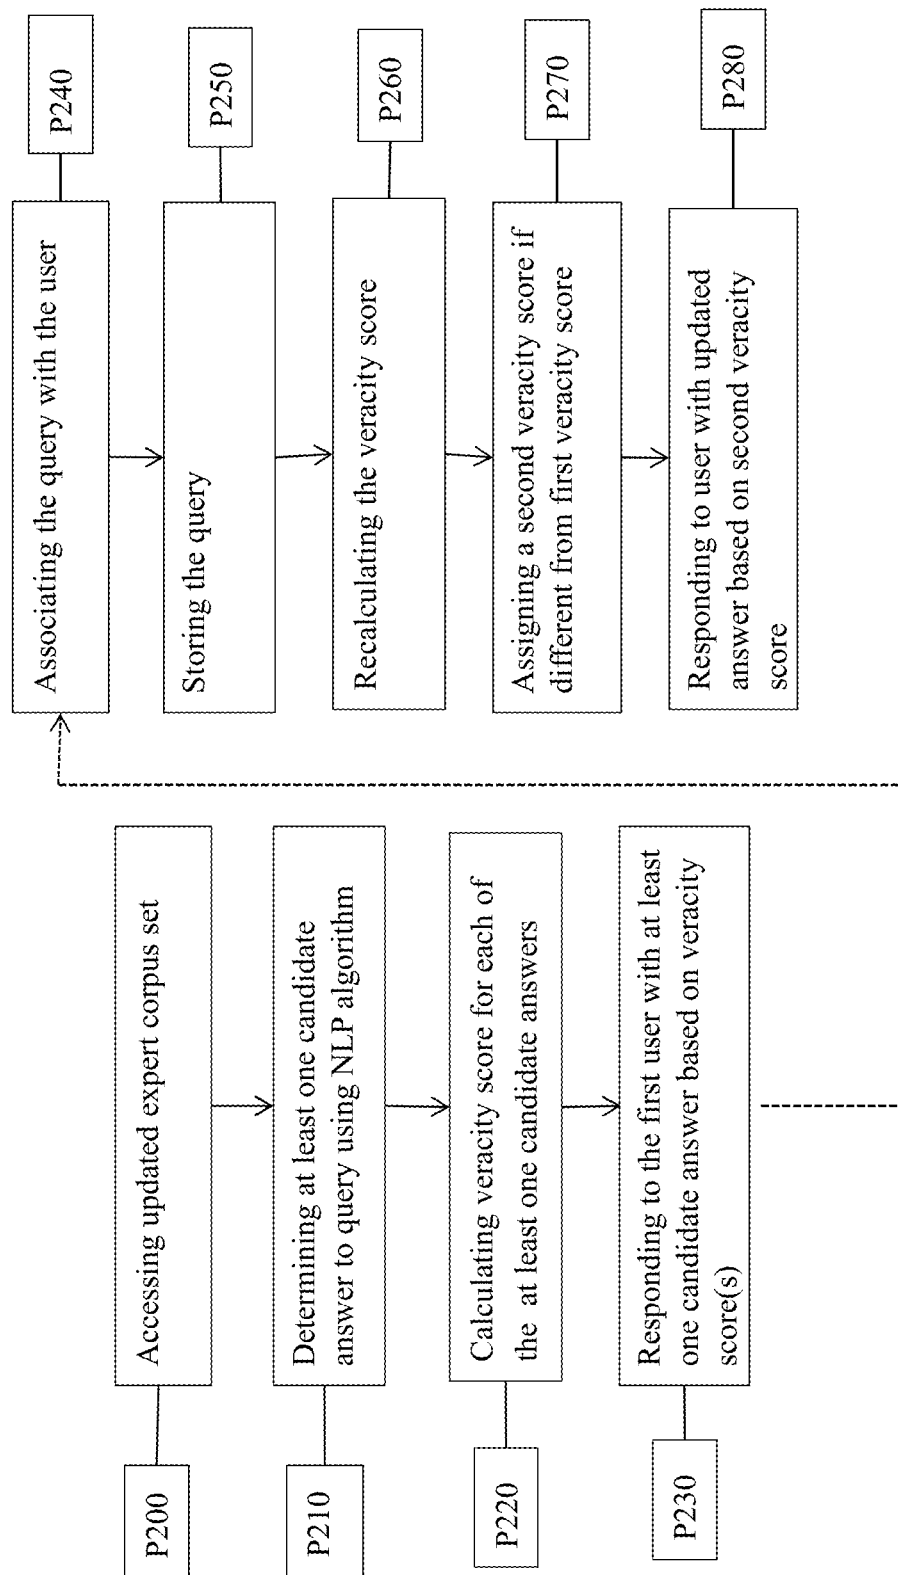 P200
Accessing updated expert corpus set
P210
Determining at least one candidate
answer to query using NLP algorithm
P220
Calculating veracity score for each of
the at least one candidate answers
P230
Responding to the first user with at least
one candidate answer based on veracity
score(s)
Associating the query with the user
P240
Storing the query
P250
Recalculating the veracity score
P260
Assigning a second veracity score if
different from first veracity score
P270
Responding to user with updated
answer based on second veracity
score
P280